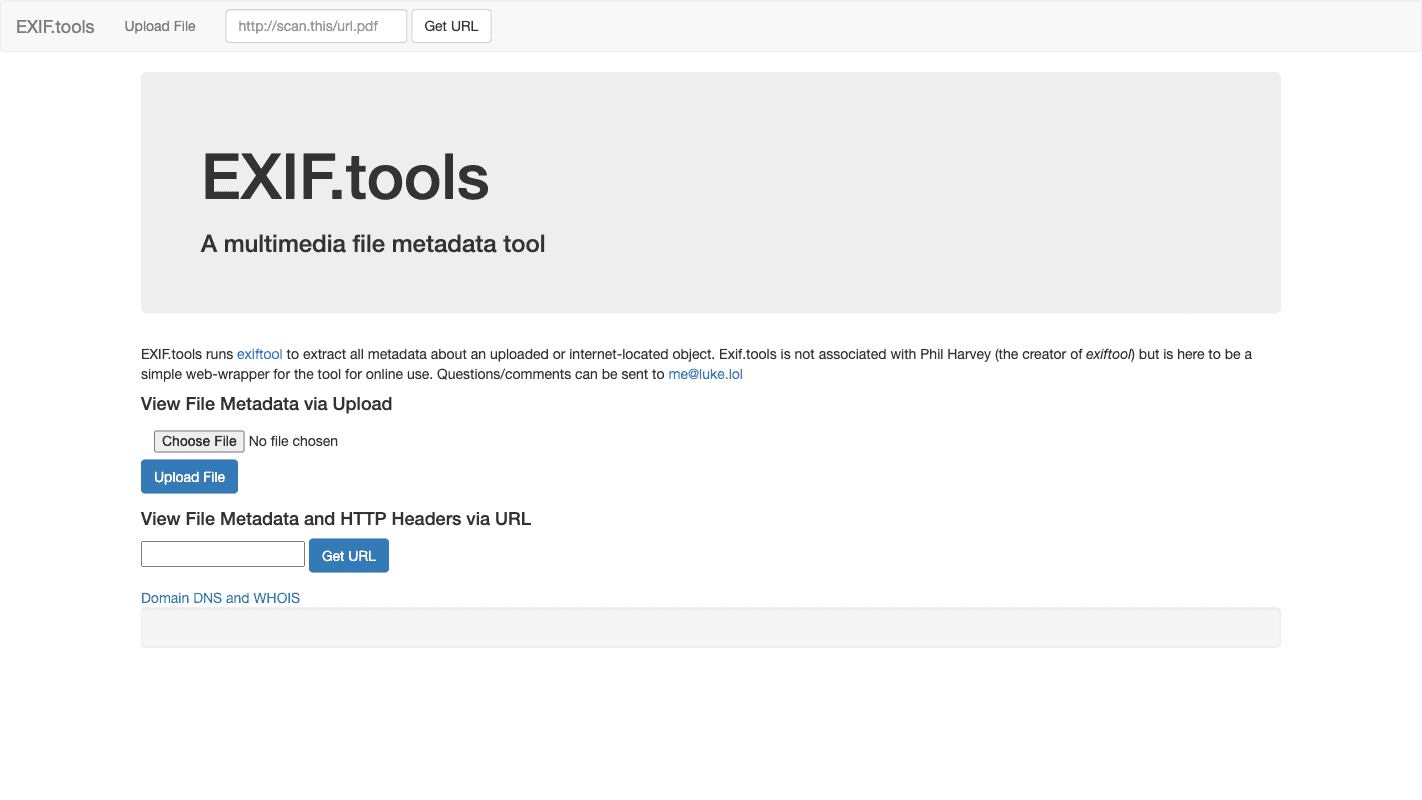 EXIF.tools Upload File http://scan.this/url.pdf Get URL
EXIF.tools
A multimedia file metadata tool
EXIF.tools runs exiftool to extract all metadata about an uploaded or internet-located object. Exif.tools is not associated with Phil Harvey (the creator of exiftool) but is here to be a
simple web-wrapper for the tool for online use. Questions/comments can be sent to me@luke.lol
View File Metadata via Upload
Choose File No file chosen
Upload File
View File Metadata and HTTP Headers via URL
Get URL
Domain DNS and WHOIS